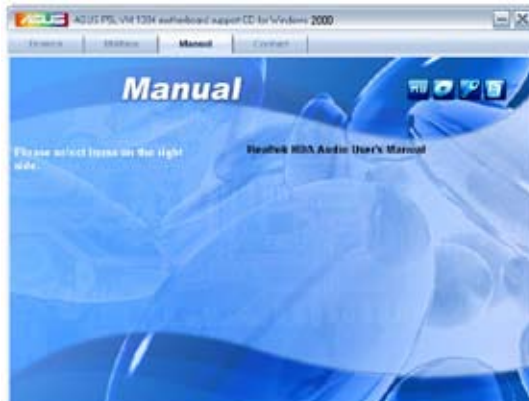 ASUS P5L-VM 1394 motherboard support CD for Windows 2000
Drivers Utilities Manual Contact
Manual
Please select items on the right
side.
Realtek HDA Audio User's Manual